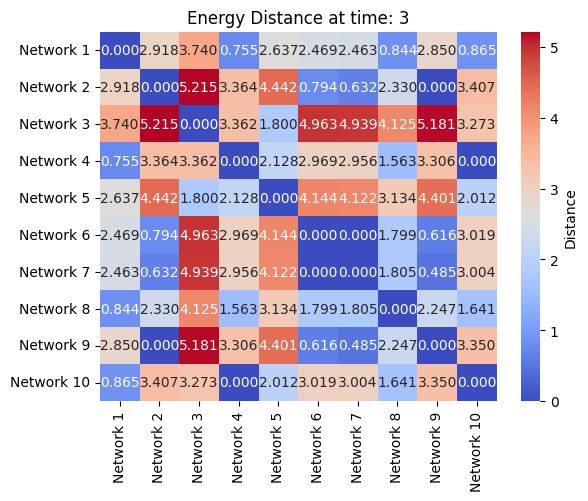 Energy Distance at time: 3
Network 1 0.000 2.918 3.740 0.755 2.637 2.469 2.463 0.844 2.850 0.865
Network 2 2.918 0.000 5.215 3.364 4.442 0.794 0.632 2.330 0.000 3.407
Network 3 3.740 5.215 0.000 3.362 1.800 4.963 4.939 4.125 5.181 3.273
Network 4 0.755 3.364 3.362 0.000 2.128 2.969 2.956 1.563 3.306 0.000
Network 5 2.637 4.442 1.800 2.128 0.000 4.144 4.122 3.134 4.401 2.012
Network 6 2.469 0.794 4.963 2.969 4.144 0.000 0.000 1.799 0.616 3.019
Network 7 2.463 0.632 4.939 2.956 4.122 0.000 0.000 1.805 0.485 3.004
Network 8 0.844 2.330 4.125 1.563 3.134 1.799 1.805 0.000 2.247 1.641
Network 9 2.850 0.000 5.181 3.306 4.401 0.616 0.485 2.247 0.000 3.350
Network 10 0.865 3.407 3.273 0.000 2.012 3.019 3.004 1.641 3.350 0.000
Network 1 Network 2 Network 3 Network 4 Network 5 Network 6 Network 7 Network 8 Network 9 Network 10
5
4
3
2
1
0
Distance